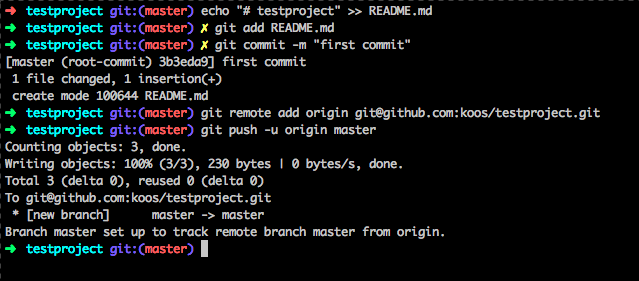 ➜ testproject git:(master) echo "# testproject" >> README.md
➜ testproject git:(master) ✗ git add README.md
➜ testproject git:(master) ✗ git commit -m "first commit"
[master (root-commit) 3b3eda9] first commit
 1 file changed, 1 insertion(+)
 create mode 100644 README.md
➜ testproject git:(master) git remote add origin git@github.com:koos/testproject.git
➜ testproject git:(master) git push -u origin master
Counting objects: 3, done.
Writing objects: 100% (3/3), 230 bytes | 0 bytes/s, done.
Total 3 (delta 0), reused 0 (delta 0)
To git@github.com:koos/testproject.git
 * [new branch]      master -> master
Branch master set up to track remote branch master from origin.
➜ testproject git:(master)